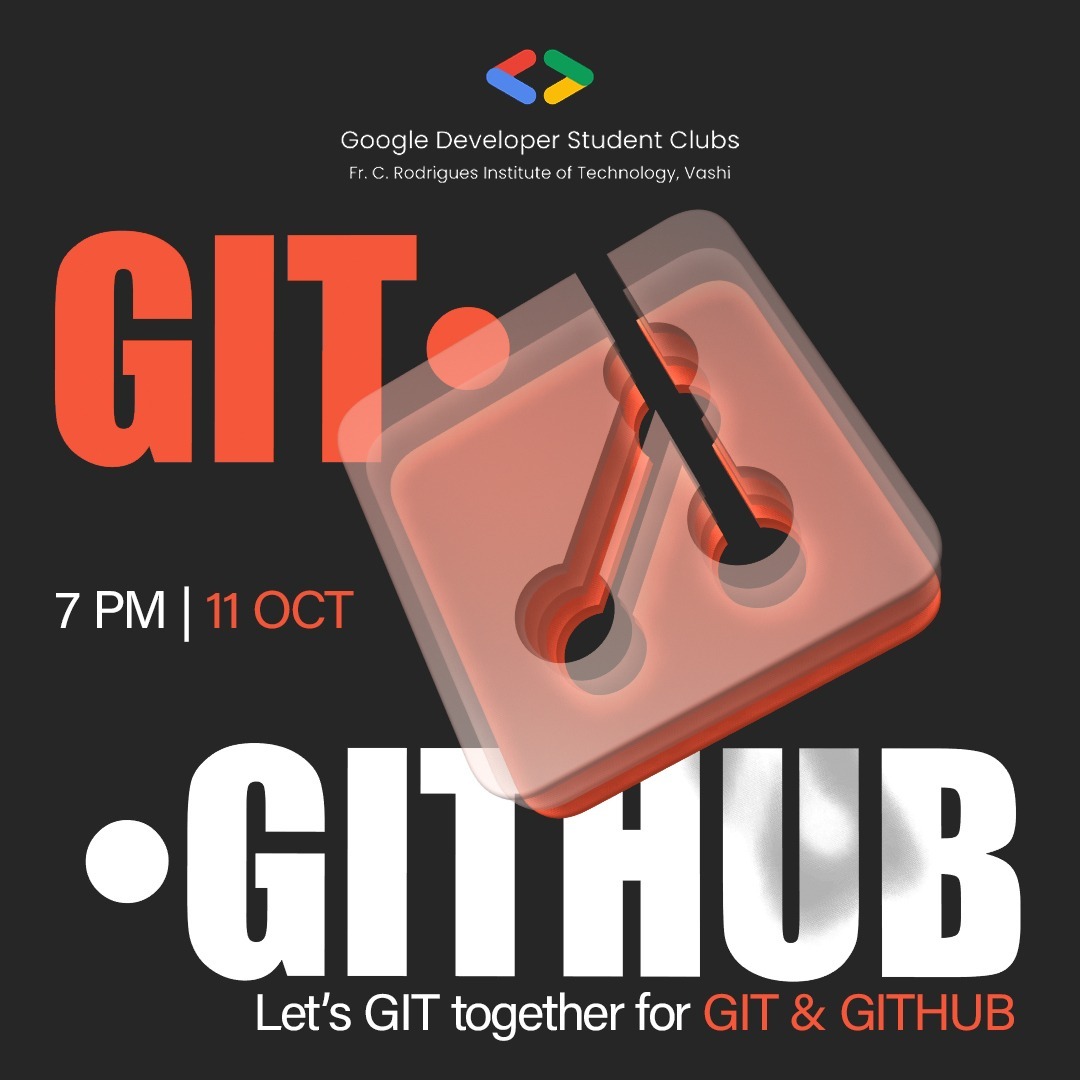 Google Developer Student Clubs
Fr. C. Rodrigues Institute of Technology, Vashi
GIT
7 PM | 11 OCT
GITHUB
Let's GIT together for GIT & GITHUB